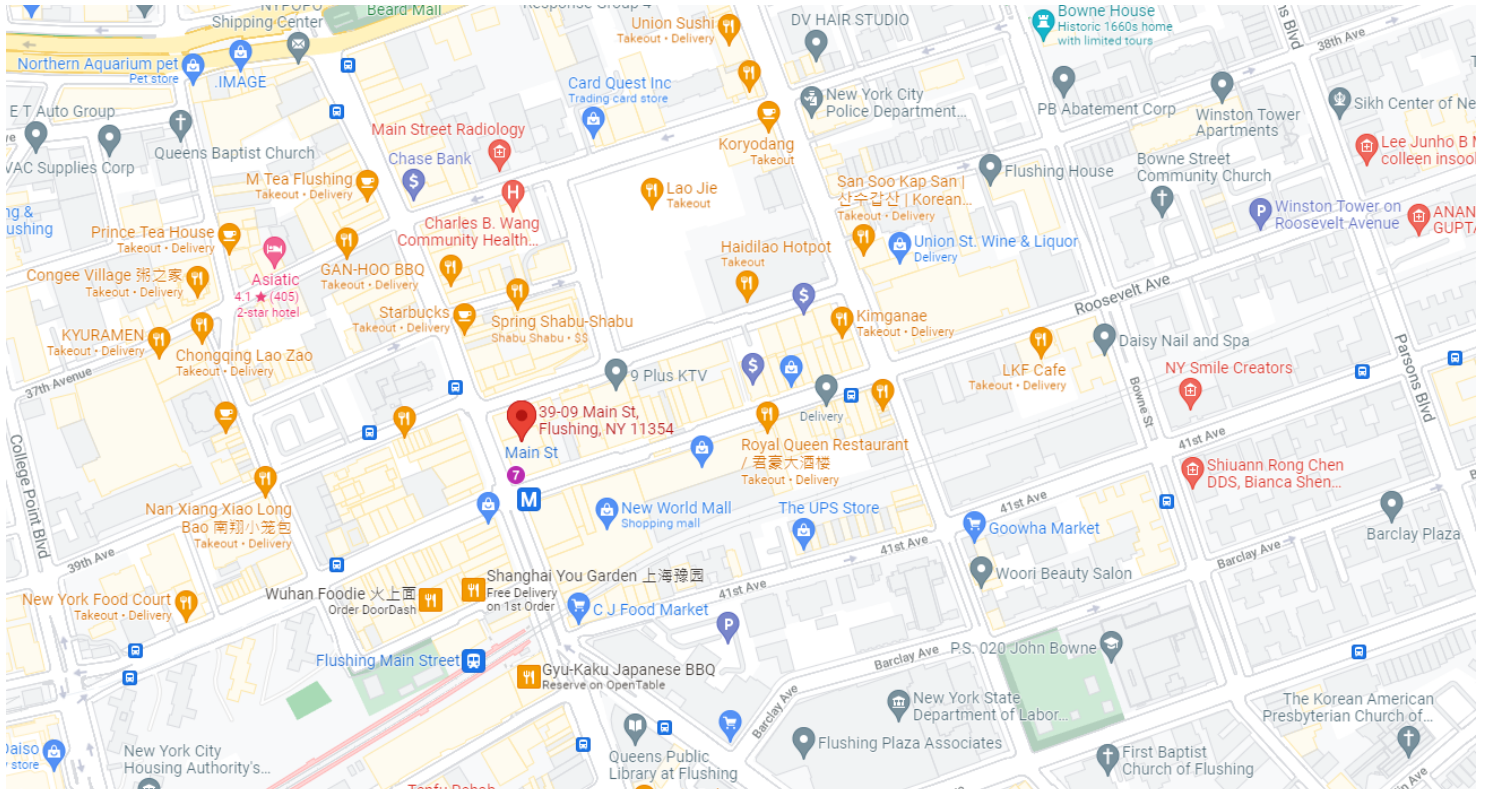 NYPOPO
Shipping Center
Beard Mall
Response Group 4
Union Sushi
Takeout • Delivery
DV HAIR STUDIO
Bowne House
Historic 1660s home
with limited tours
38th Ave
Northern Aquarium pet
Pet store
.IMAGE
Card Quest Inc
Trading card store
New York City
Police Department...
PB Abatement Corp
Winston Tower
Apartments
Sikh Center of Ne
E T Auto Group
Queens Baptist Church
VAC Supplies Corp
Main Street Radiology
Chase Bank
Koryodang
Takeout
Flushing House
Bowne Street
Community Church
Lee Junho B M
colleen insool
M Tea Flushing
Takeout • Delivery
Lao Jie
Takeout
San Soo Kap San |
산수갑산 | Korean...
Takeout • Delivery
Winston Tower on
Roosevelt Avenue
ANAN
GUPTA
ng &
ushing
Prince Tea House
Takeout • Delivery
Charles B. Wang
Community Health...
Haidilao Hotpot
Takeout
Union St. Wine & Liquor
Delivery
Congee Village 粥之家
Takeout • Delivery
Asiatic
4.1 ★ (405)
2-star hotel
GAN-HOO BBQ
Takeout • Delivery
Starbucks
Takeout • Delivery
Spring Shabu-Shabu
Shabu Shabu • $$
Kimganae
Takeout • Delivery
Roosevelt Ave
Parsons Blvd
KYURAMEN
Takeout • Delivery
Chongqing Lao Zao
Takeout • Delivery
37th Avenue
9 Plus KTV
LKF Cafe
Takeout • Delivery
Daisy Nail and Spa
NY Smile Creators
Bowne St
39-09 Main St,
Flushing, NY 11354
Main St
7
M
Delivery
Royal Queen Restaurant
/ 君豪大酒楼
Takeout • Delivery
41st Ave
Shiuann Rong Chen
DDS, Bianca Shen...
College Point Blvd
Nan Xiang Xiao Long
Bao 南翔小笼包
Takeout • Delivery
New World Mall
Shopping mall
The UPS Store
41st Ave
Goowha Market
Barclay Plaza
39th Ave
41st Ave
Barclay Ave
Woori Beauty Salon
Wuhan Foodie 火上面
Order DoorDash
Shanghai You Garden 上海豫园
Free Delivery
on 1st Order
41st Ave
New York Food Court
Takeout • Delivery
C J Food Market
Flushing Main Street
Barclay Ave
P.S. 020 John Bowne
Gyu-Kaku Japanese BBQ
Reserve on OpenTable
New York State
Department of Labor...
The Korean American
Presbyterian Church of...
Barclay Ave
Daiso
store
New York City
Housing Authority's...
Queens Public
Library at Flushing
Flushing Plaza Associates
First Baptist
Church of Flushing